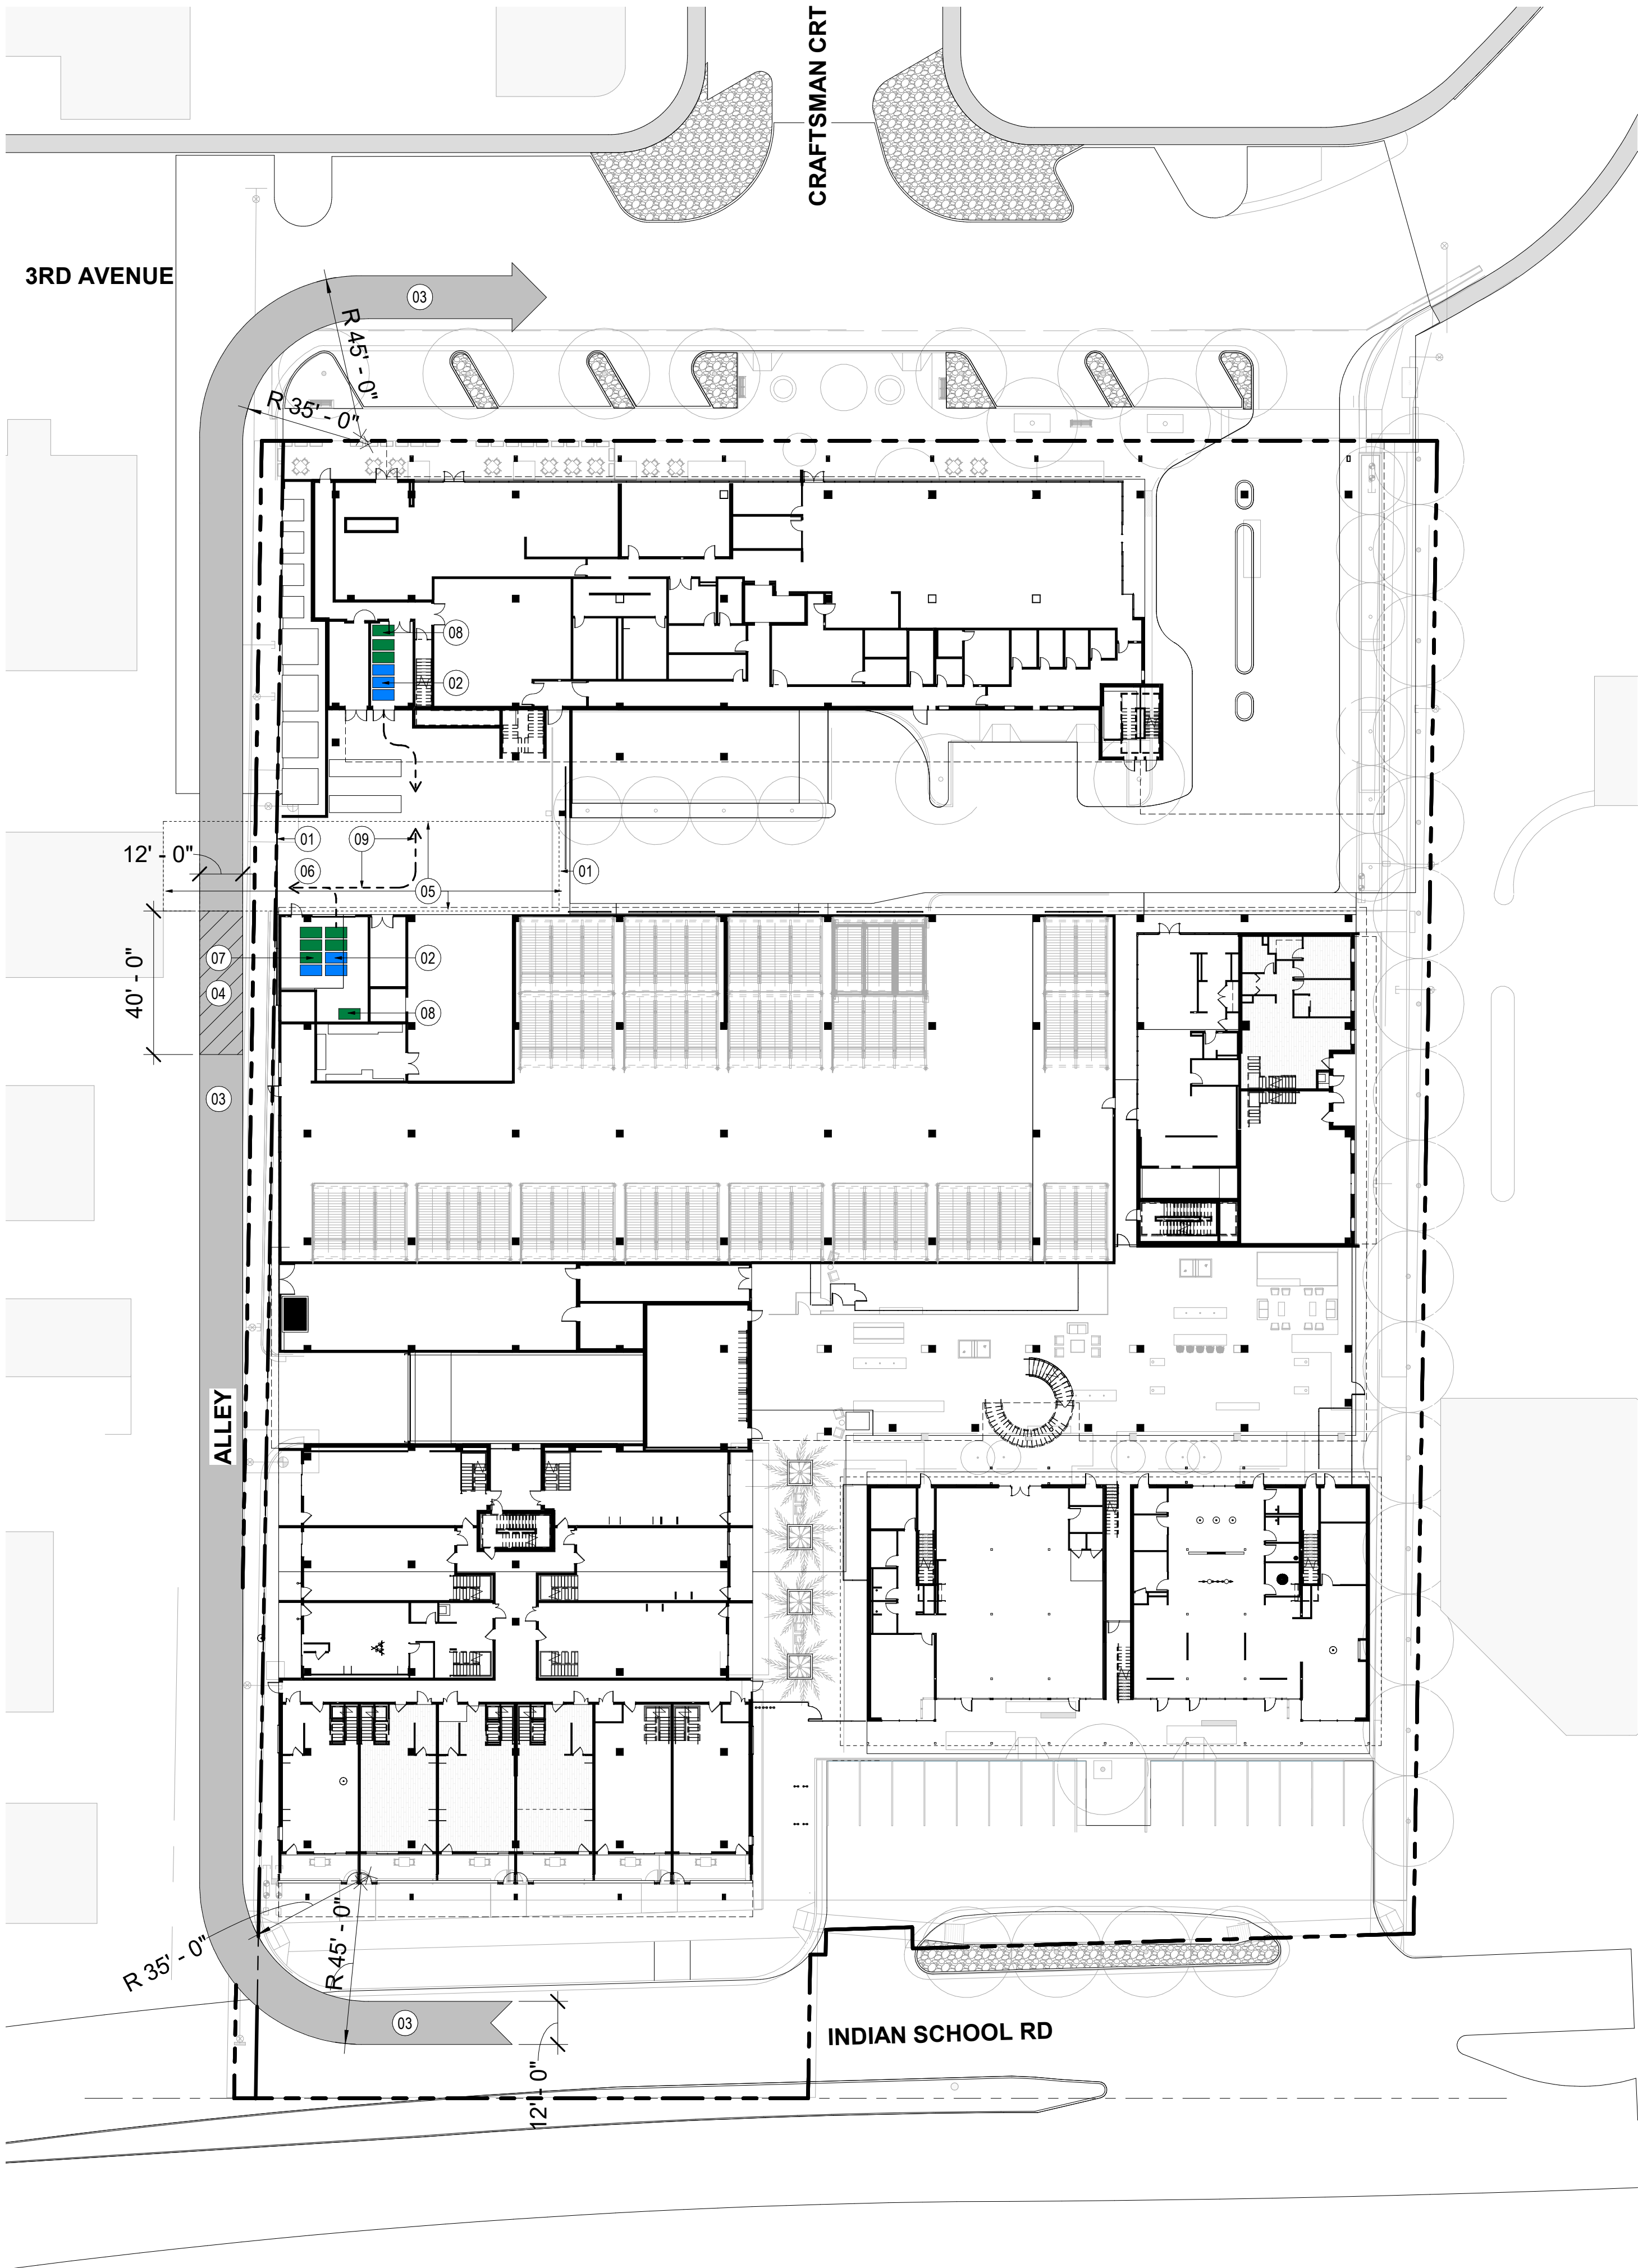 CRAFTSMAN CRT
3RD AVENUE
03
R 45' - 0"
R 35' - 0"
08
02
01
09
12' - 0"
06
01
05
07
02
40' - 0"
04
08
03
ALLEY
R 35' - 0"
R 45' - 0"
03
INDIAN SCHOOL RD
12' - 0"